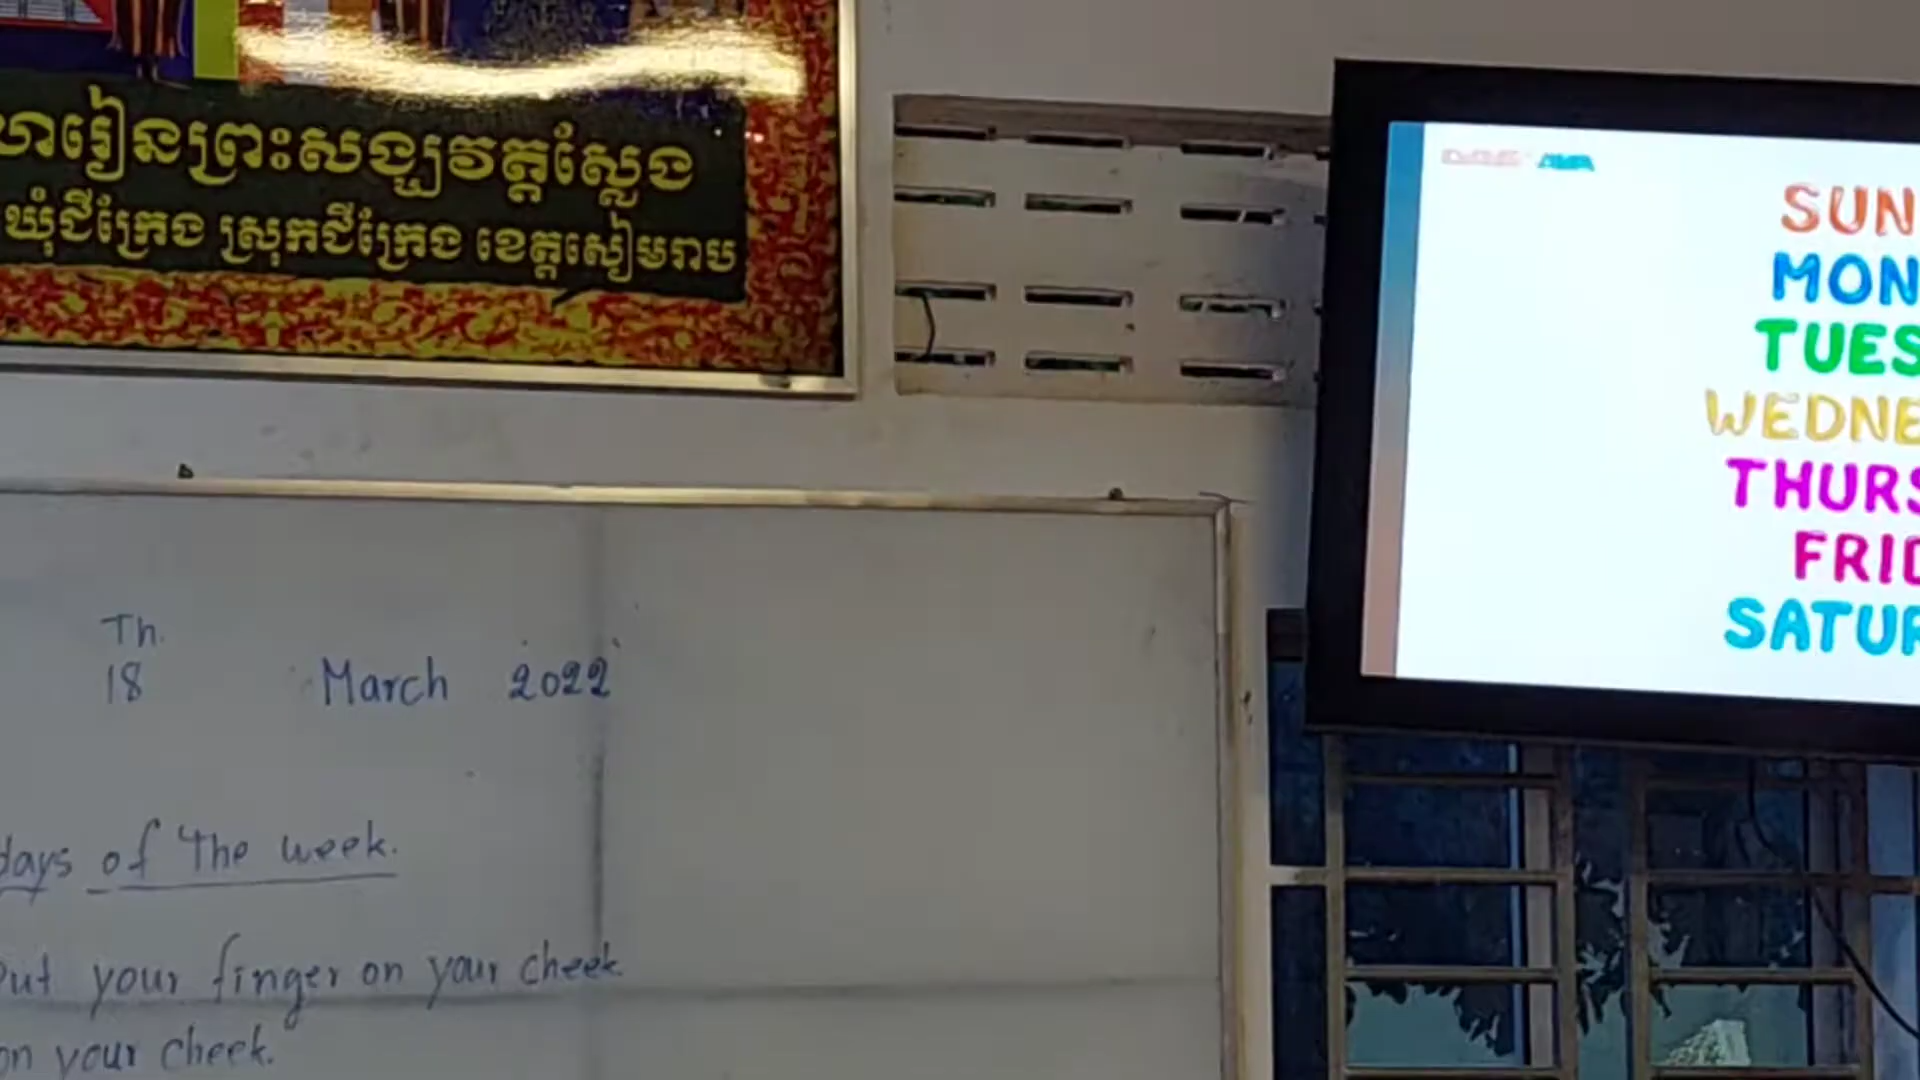 ហារៀនព្រះសង្ឃវត្តស្លែង
ឃុំជីក្រែង ស្រុកជីក្រែង ខេត្តសៀមរាប
SUN
MON
TUES
WEDNE
THURS
FRID
SATUR
Th.
18 March 2022
days of the week.
Put your finger on your cheek
on your cheek.